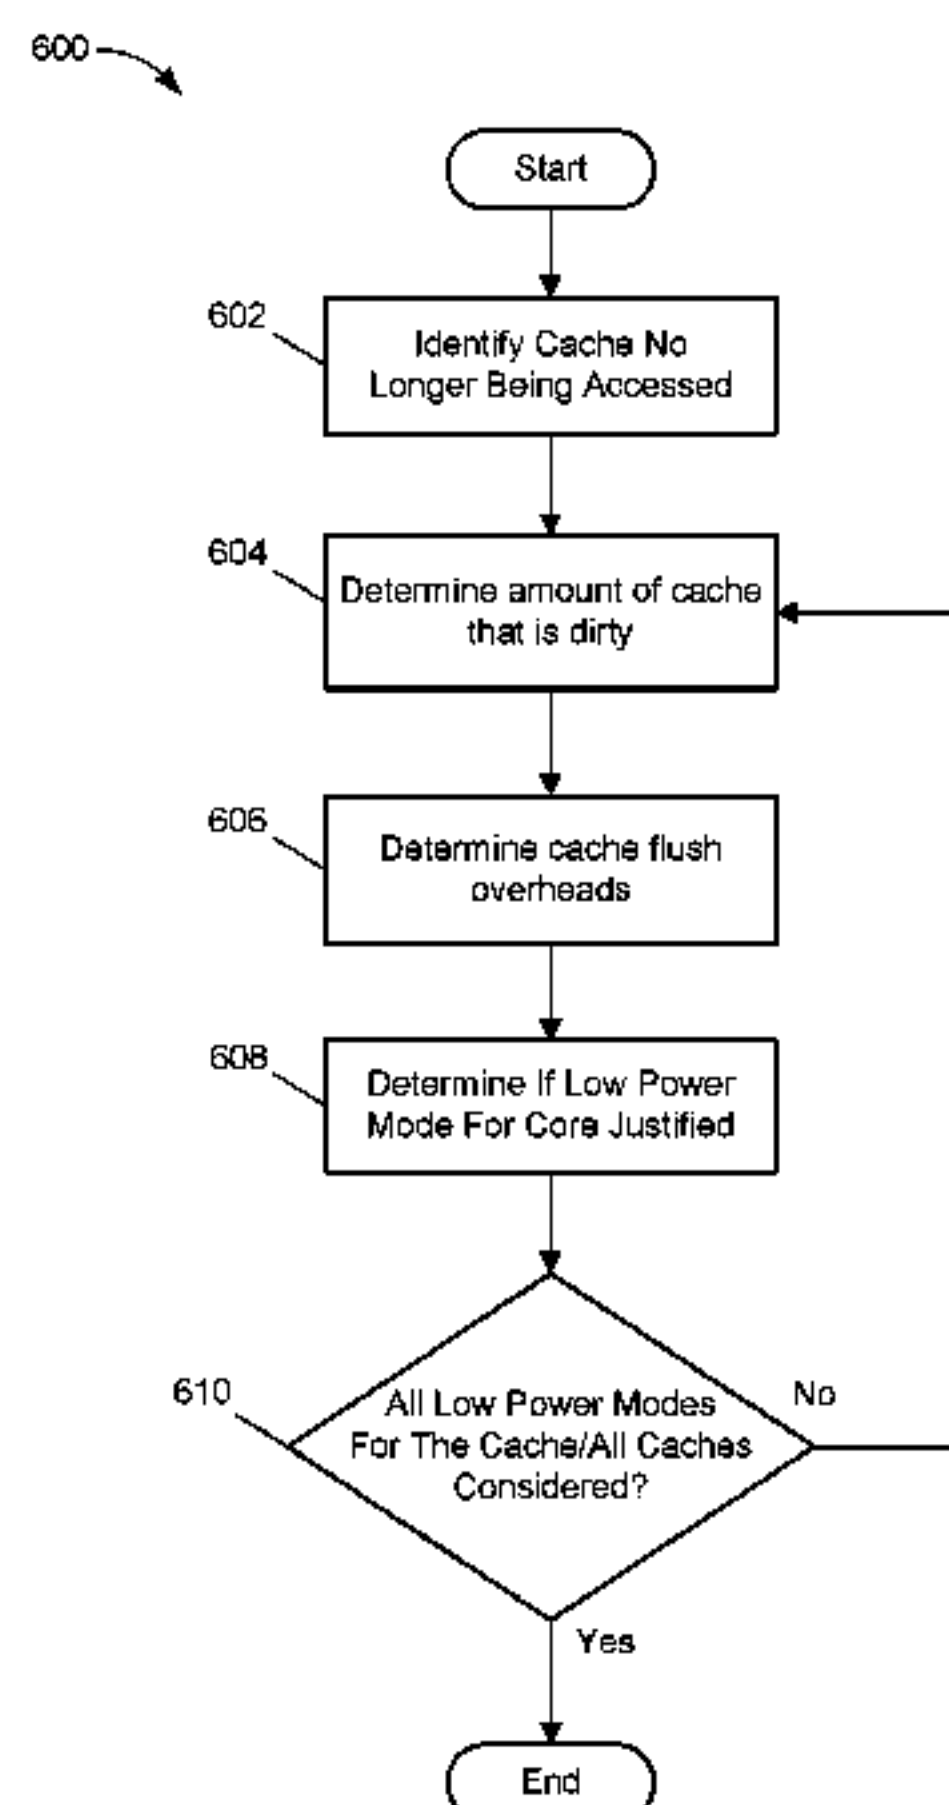 600
Start
602
Identify Cache No
Longer Being Accessed
604
Determine amount of cache
that is dirty
606
Determine cache flush
overheads
608
Determine If Low Power
Mode For Core Justified
610
All Low Power Modes
For The Cache/All Caches
Considered?
No
Yes
End